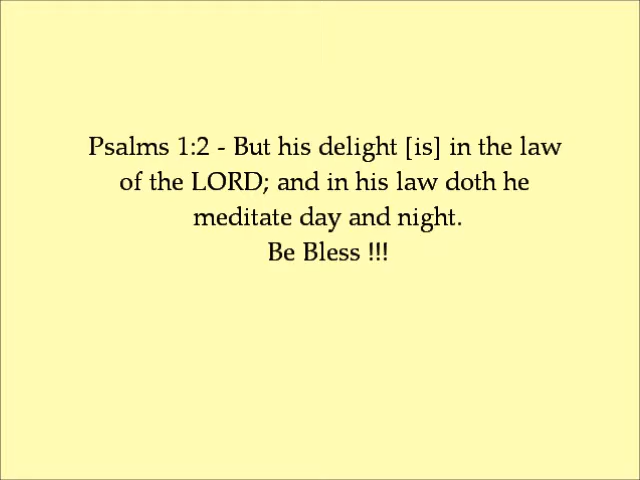 Psalms 1:2 - But his delight [is] in the law
of the LORD; and in his law doth he
meditate day and night.
Be Bless !!!